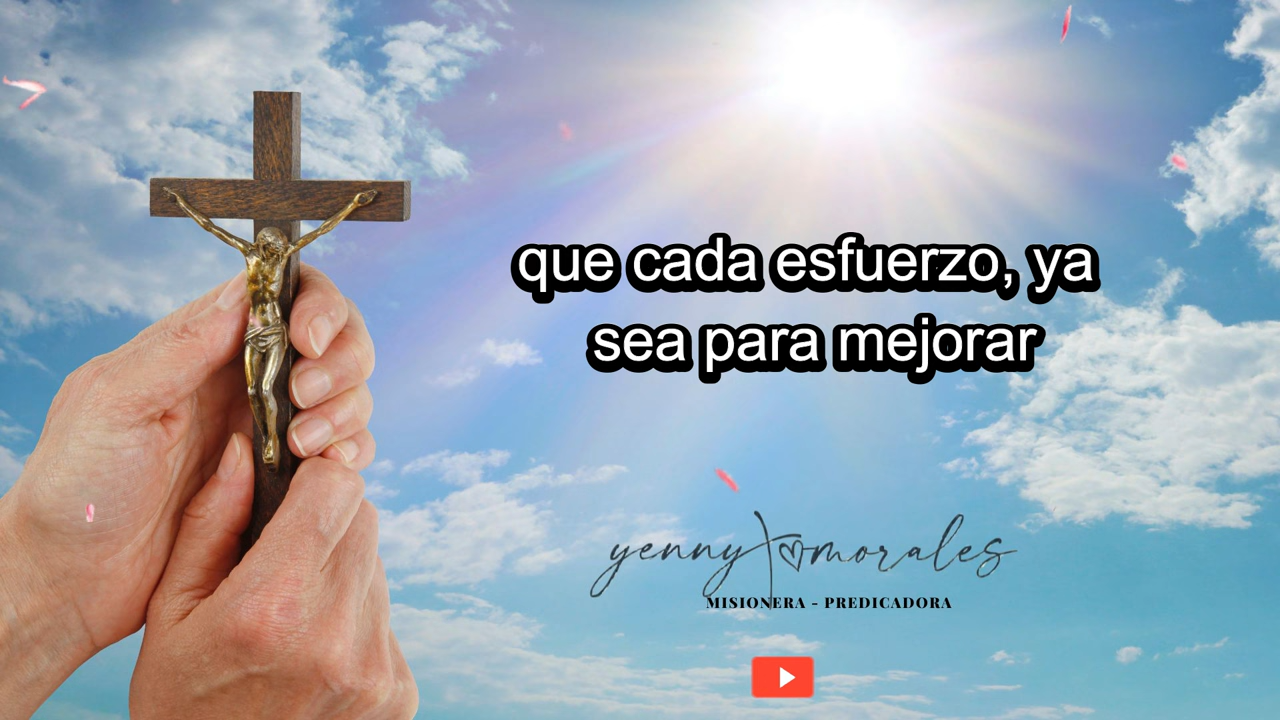 que cada esfuerzo, ya
sea para mejorar
yenny morales
MISIONERA - PREDICADORA